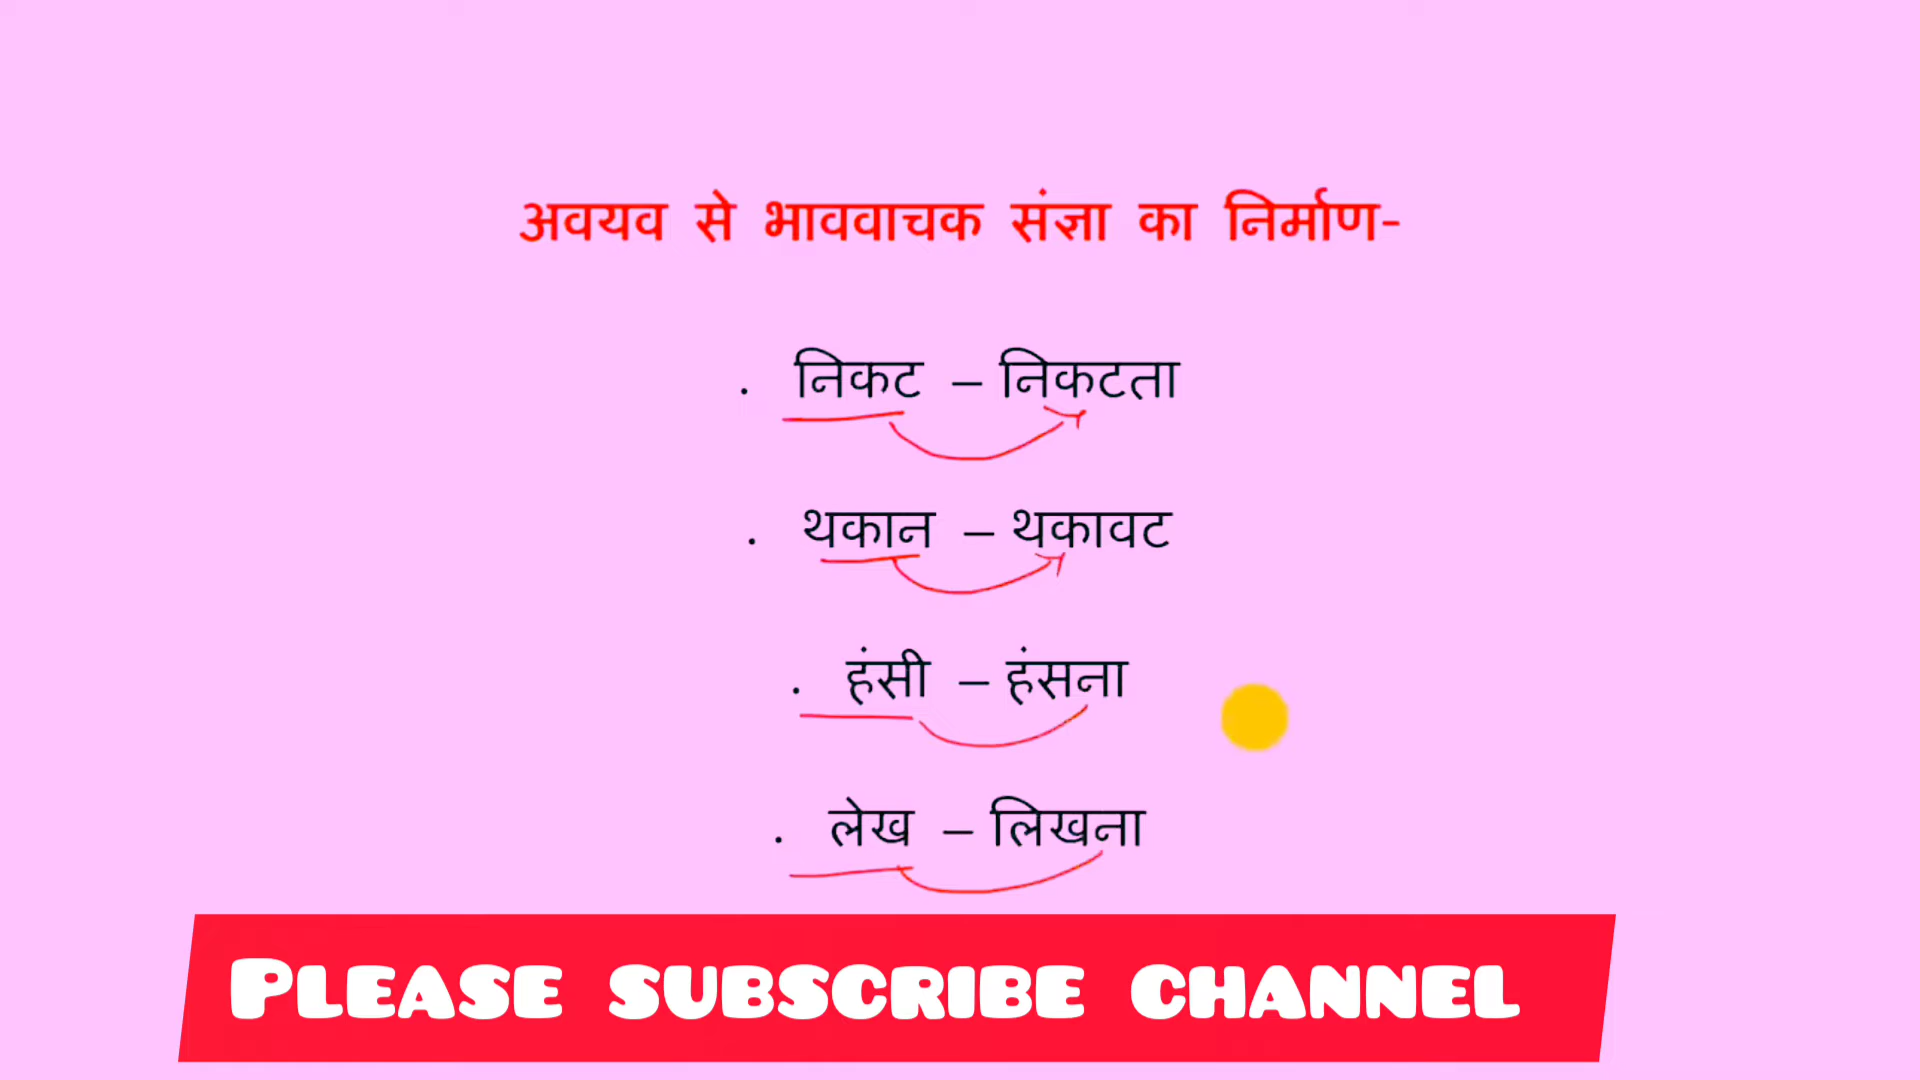 अवयव से भाववाचक संज्ञा का निर्माण-
. निकट – निकटता
. थकान – थकावट
. हंसी – हंसना
. लेख – लिखना
PLEASE SUBSCRIBE CHANNEL